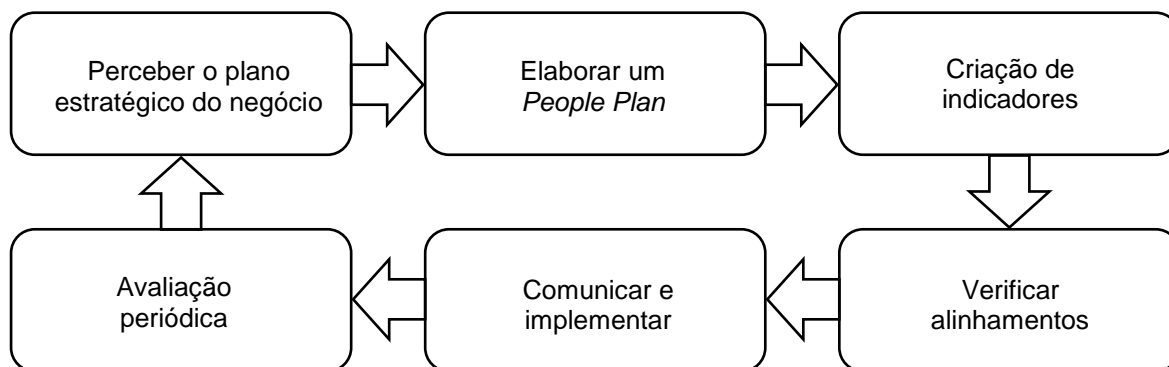 Perceber o plano
estratégico do negócio
Elaborar um
People Plan
Criação de
indicadores
Avaliação
periódica
Comunicar e
implementar
Verificar
alinhamentos